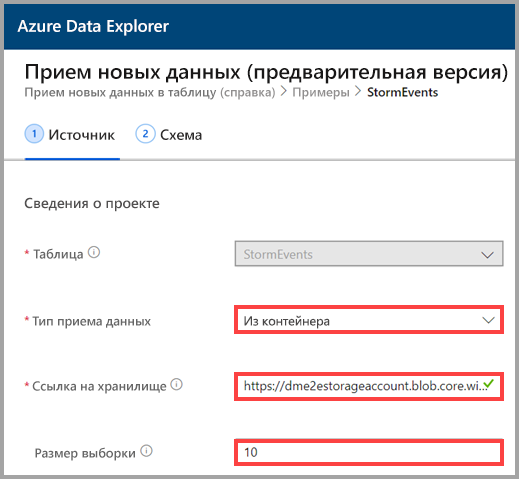 Azure Data Explorer
Прием новых данных (предварительная версия)
Прием новых данных в таблицу (справка) > Примеры > StormEvents
1 Источник 2 Схема
Сведения о проекте
* Таблица StormEvents
* Тип приема данных Из контейнера
* Ссылка на хранилище https://dme2estorageaccount.blob.core.wi...
Размер выборки 10